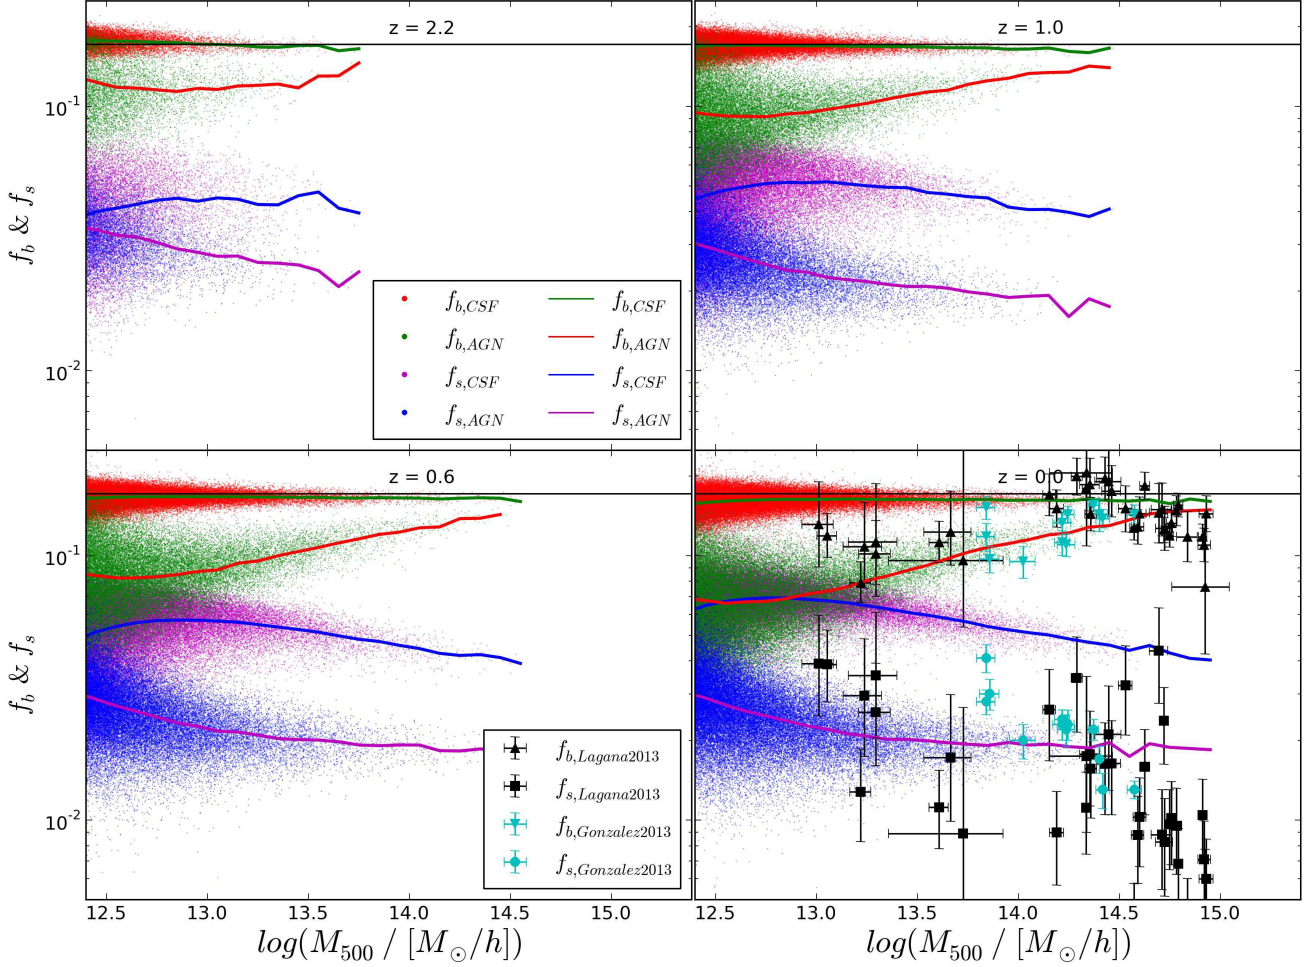 z = 2.2
z = 1.0
10⁻¹
f_b & f_s
10⁻²
f_b,CSF f_b,CSF
f_b,AGN f_b,AGN
f_s,CSF f_s,CSF
f_s,AGN f_s,AGN
z = 0.6
z = 0.0
10⁻¹
f_b & f_s
10⁻²
f_b,Lagana2013
f_s,Lagana2013
f_b,Gonzalez2013
f_s,Gonzalez2013
12.5 13.0 13.5 14.0 14.5 15.0
12.5 13.0 13.5 14.0 14.5 15.0
log(M_500 / [M_⊙/h])
log(M_500 / [M_⊙/h])